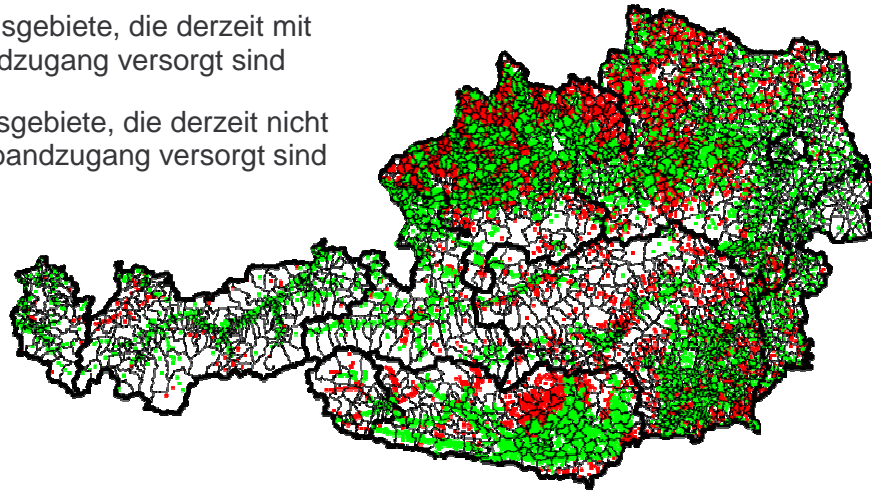 sgebiete, die derzeit mit
dzugang versorgt sind
sgebiete, die derzeit nicht
bandzugang versorgt sind